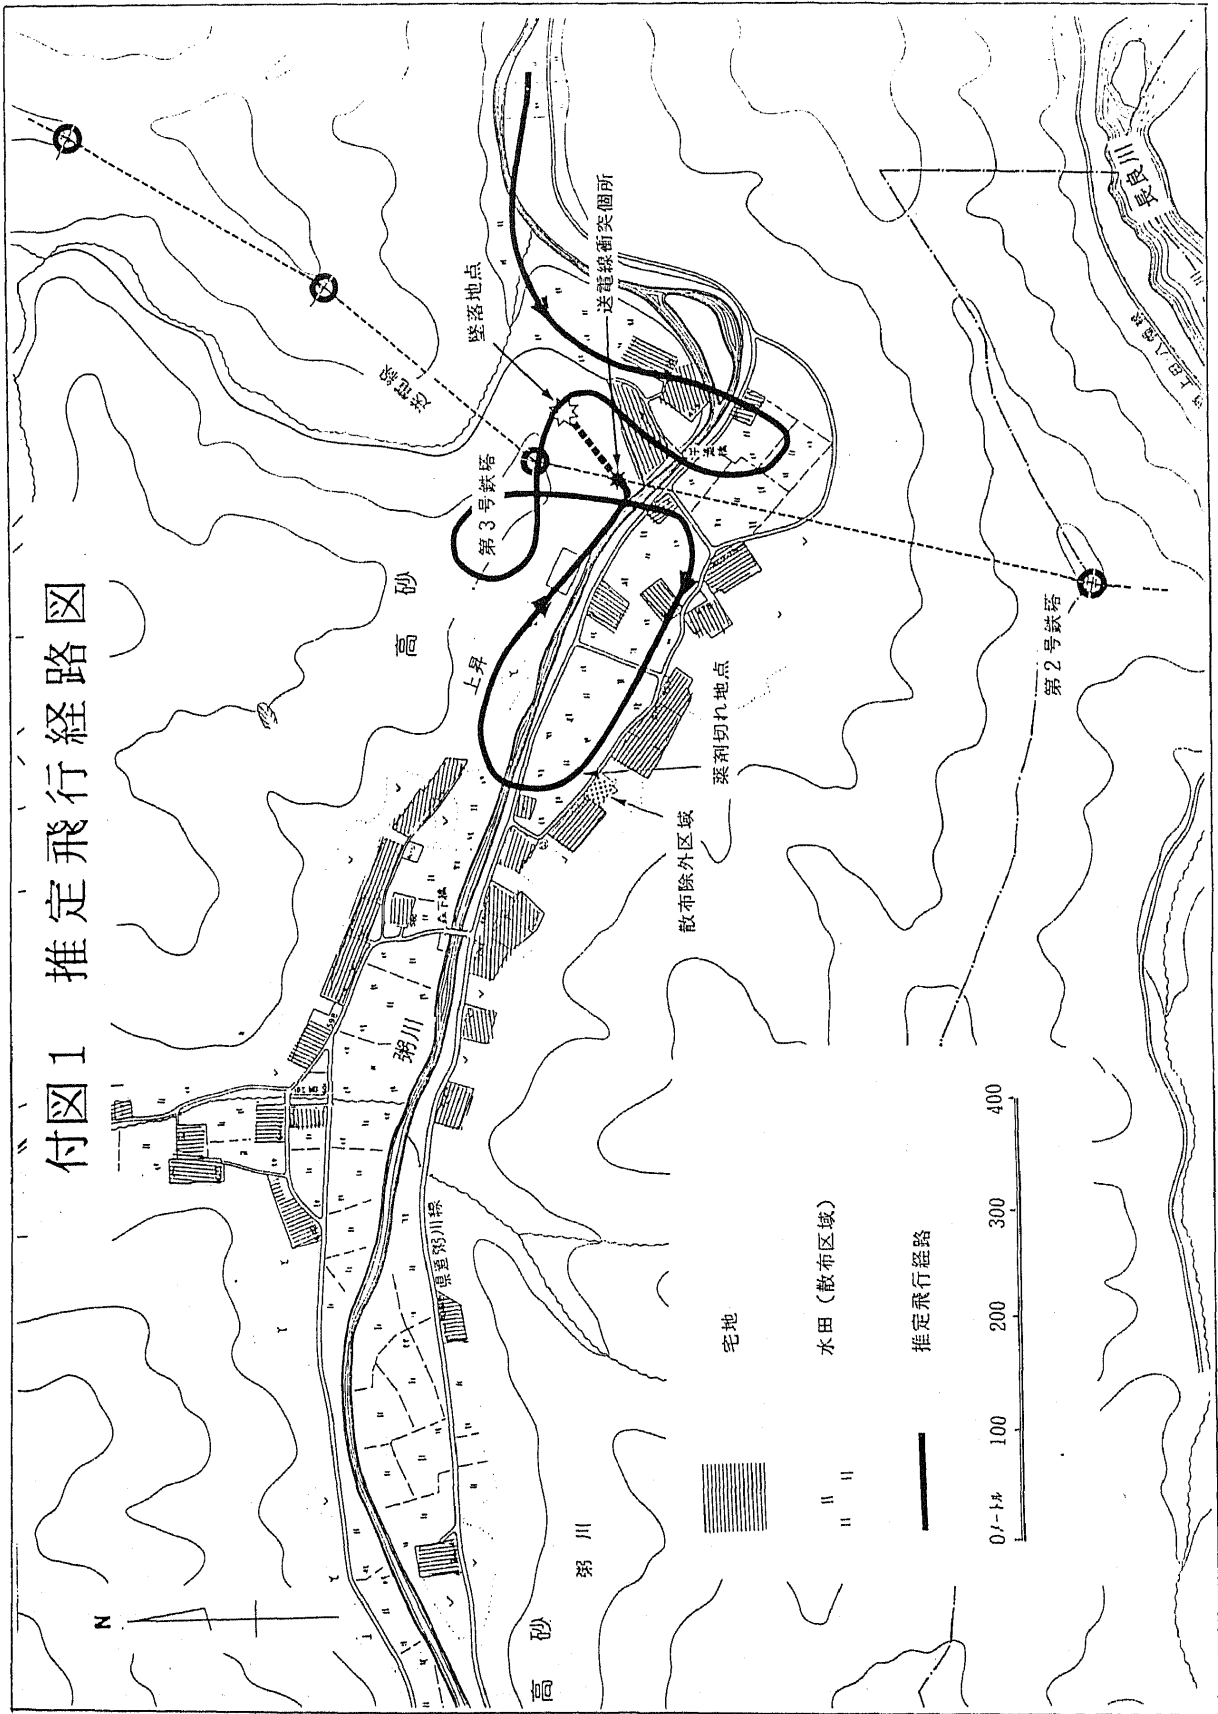 付図1 推定飛行経路図
N
送電線
墜落地点
送電線衝突個所
第3号鉄塔
高砂
上昇
長良川
第2号鉄塔
薬剤切れ地点
散布除外区域
粥川
県道粥川線
高砂
粥川
宅地
水田(散布区域)
推定飛行経路
0メートル 100 200 300 400